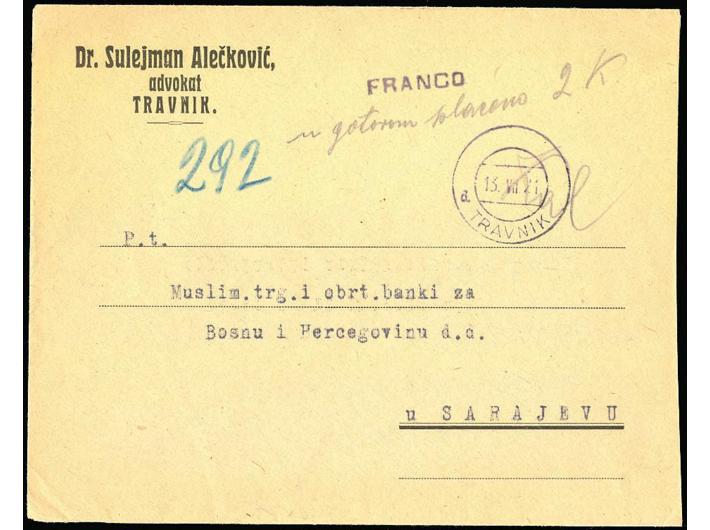 Dr. Sulejman Alečković,
advokat
TRAVNIK.
FRANCO
u gotovom plaćeno 2 K
292
13. VII 21
d.
TRAVNIK
P.t.
Muslim.trg.i obrt.banki za
Bosnu i Hercegovinu d.d.
u SARAJEVU